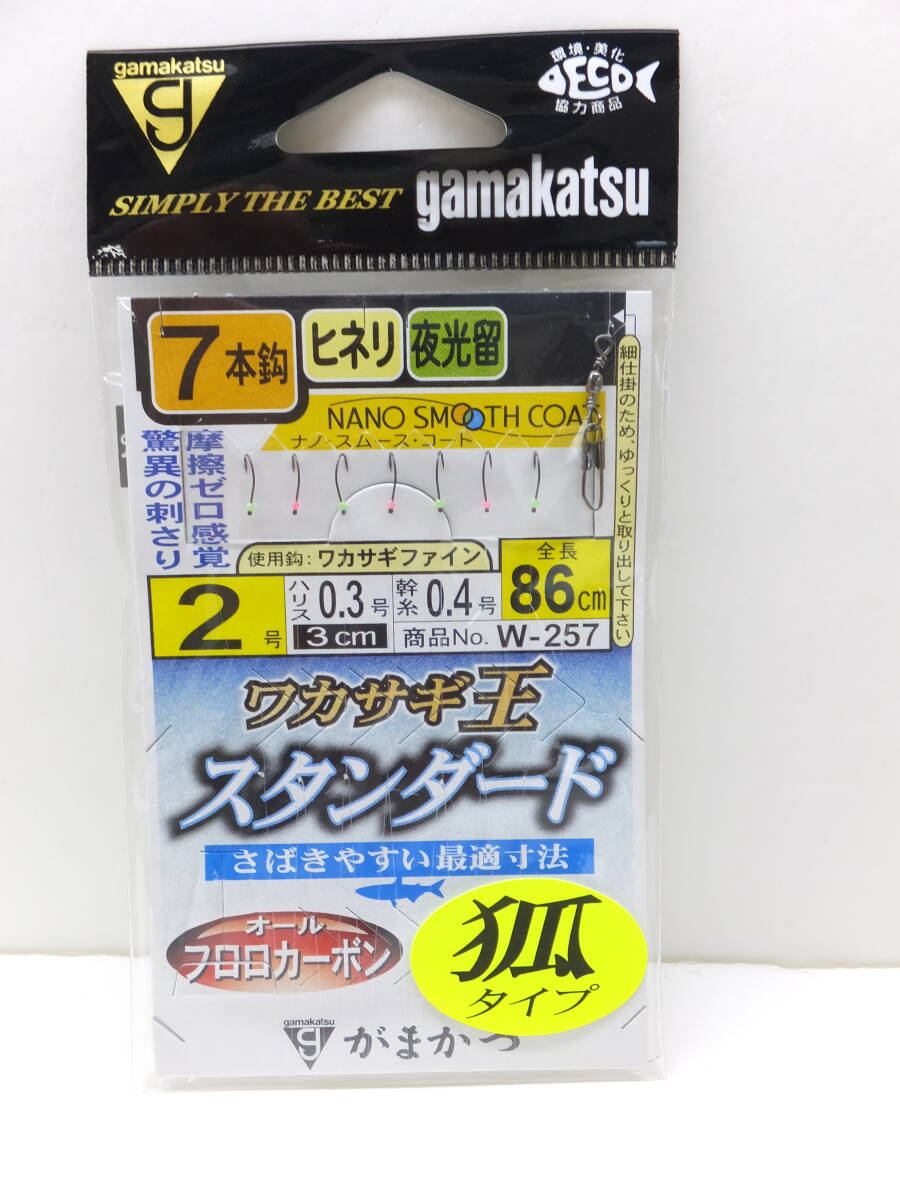 gamakatsu
環境・美化
ECO
協力商品
SIMPLY THE BEST
gamakatsu
7本鈎
ヒネリ
夜光留
NANO SMOOTH COAT
ナノ・スムース・コート
摩擦ゼロ感覚
驚異の刺さり
細仕掛のため、ゆっくりと取り出して下さい
使用鈎:ワカサギファイン
2号
ハリス0.3号
3cm
幹糸0.4号
全長
86cm
商品No. W-257
ワカサギ王
スタンダード
さばきやすい最適寸法
オール
フロロカーボン
狐
タイプ
gamakatsu
がまかつ